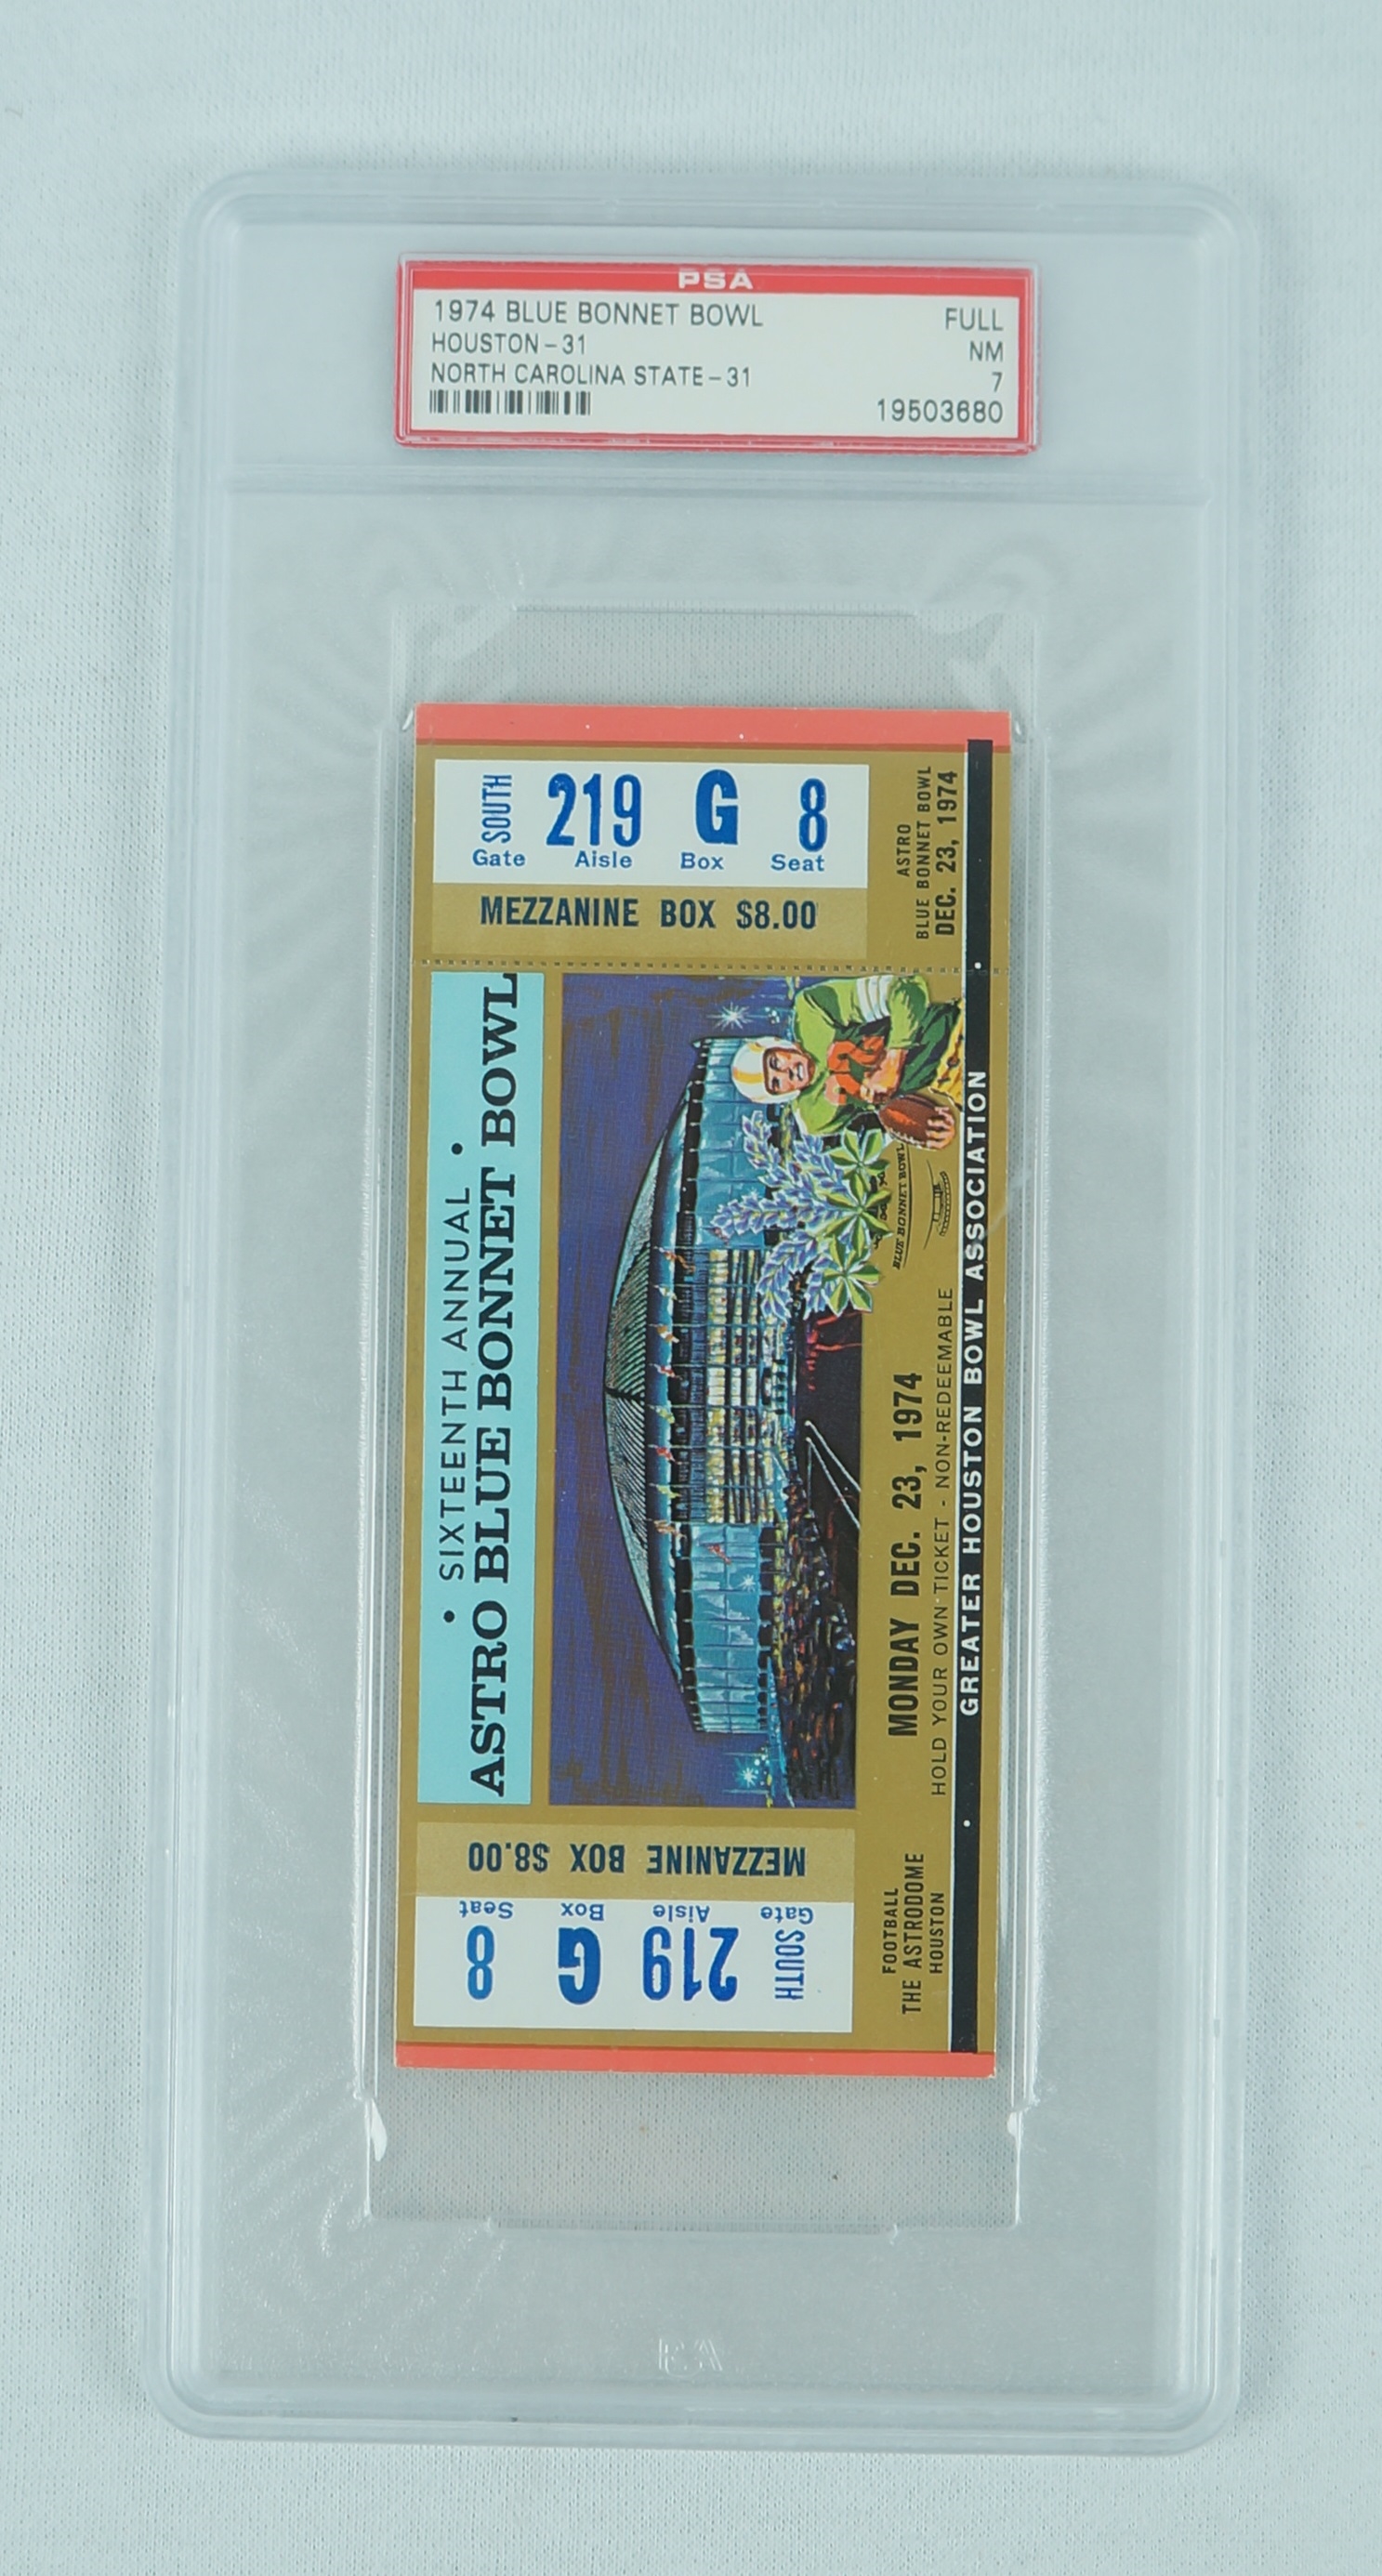 PSA
1974 BLUE BONNET BOWL
HOUSTON-31
NORTH CAROLINA STATE-31
FULL
NM
7
19503680
SOUTH 219 G 8
Gate Aisle Box Seat
MEZZANINE BOX $8.00
ASTRO
BLUE BONNET BOWL
DEC. 23, 1974
• SIXTEENTH ANNUAL •
ASTRO BLUE BONNET BOWL
BLUE BONNET BOWL
MONDAY DEC. 23, 1974
HOLD YOUR OWN TICKET - NON-REDEEMABLE
• GREATER HOUSTON BOWL ASSOCIATION •
FOOTBALL
THE ASTRODOME
HOUSTON
MEZZANINE BOX $8.00
Gate Aisle Box Seat
SOUTH 219 G 8